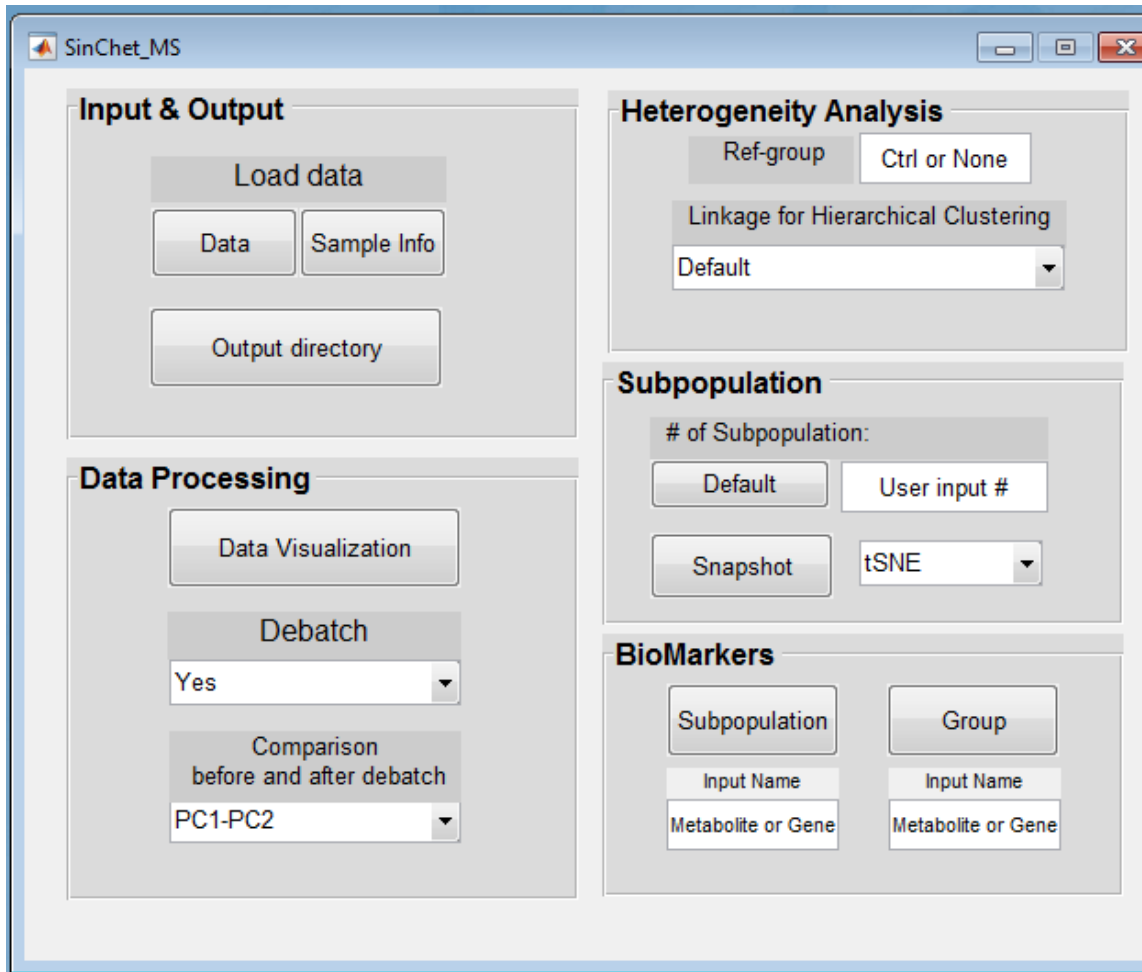 SinChet_MS
Input & Output
Load data
Data
Sample Info
Output directory
Data Processing
Data Visualization
Debatch
Yes
Comparison
before and after debatch
PC1-PC2
Heterogeneity Analysis
Ref-group
Ctrl or None
Linkage for Hierarchical Clustering
Default
Subpopulation
# of Subpopulation:
Default
User input #
Snapshot
tSNE
BioMarkers
Subpopulation
Group
Input Name
Input Name
Metabolite or Gene
Metabolite or Gene